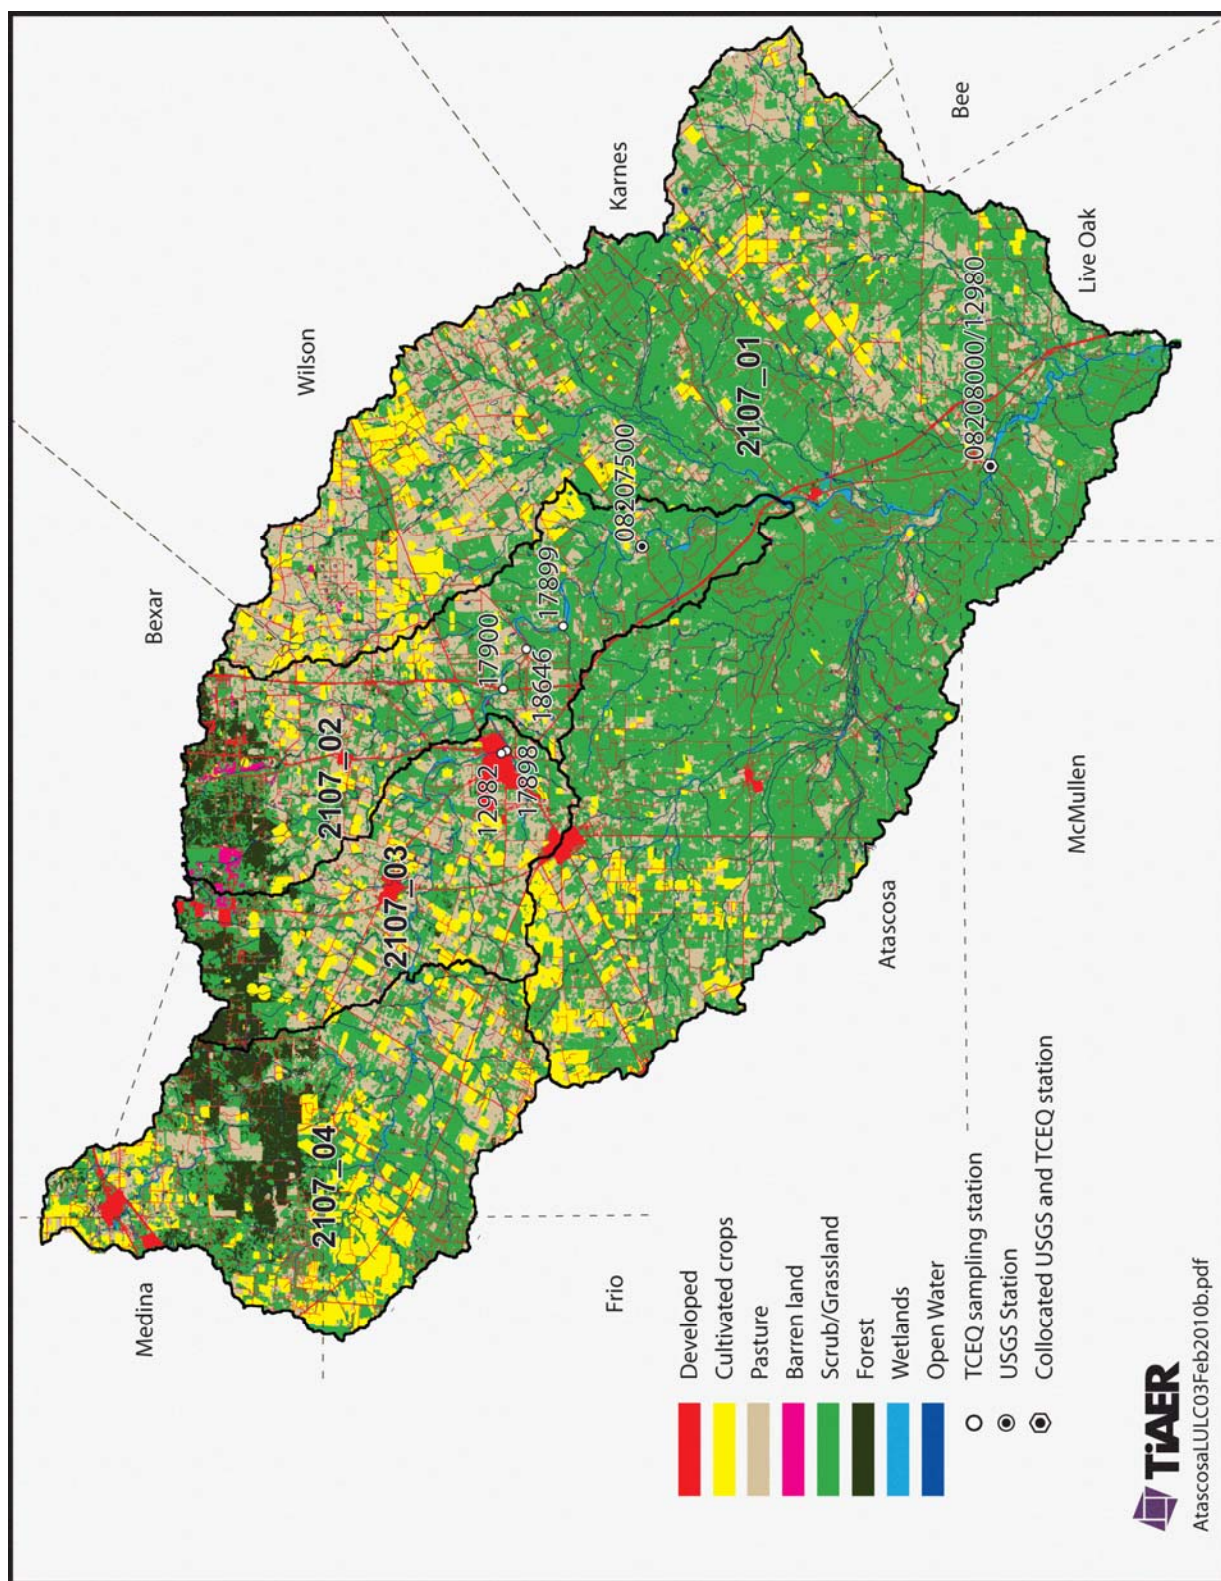 Medina
Bexar
Wilson
Karnes
Bee
Live Oak
McMullen
Atascosa
Frio
2107_04
2107_03
2107_02
2107_01
12982
17898
17900
18646
17899
08207500
08208000/12980
Developed
Cultivated crops
Pasture
Barren land
Scrub/Grassland
Forest
Wetlands
Open Water
TCEQ sampling station
USGS Station
Collocated USGS and TCEQ station
TiAER
AtascosaLULC03Feb2010b.pdf